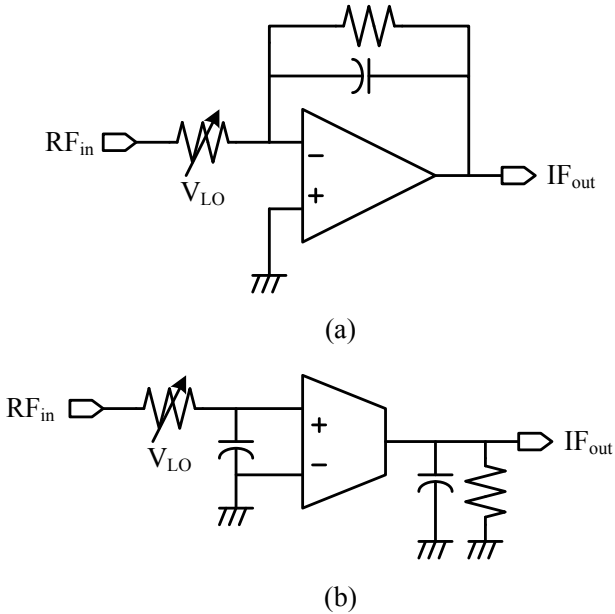 RF_in
V_LO
−
+
IF_out
(a)
RF_in
V_LO
+
−
IF_out
(b)